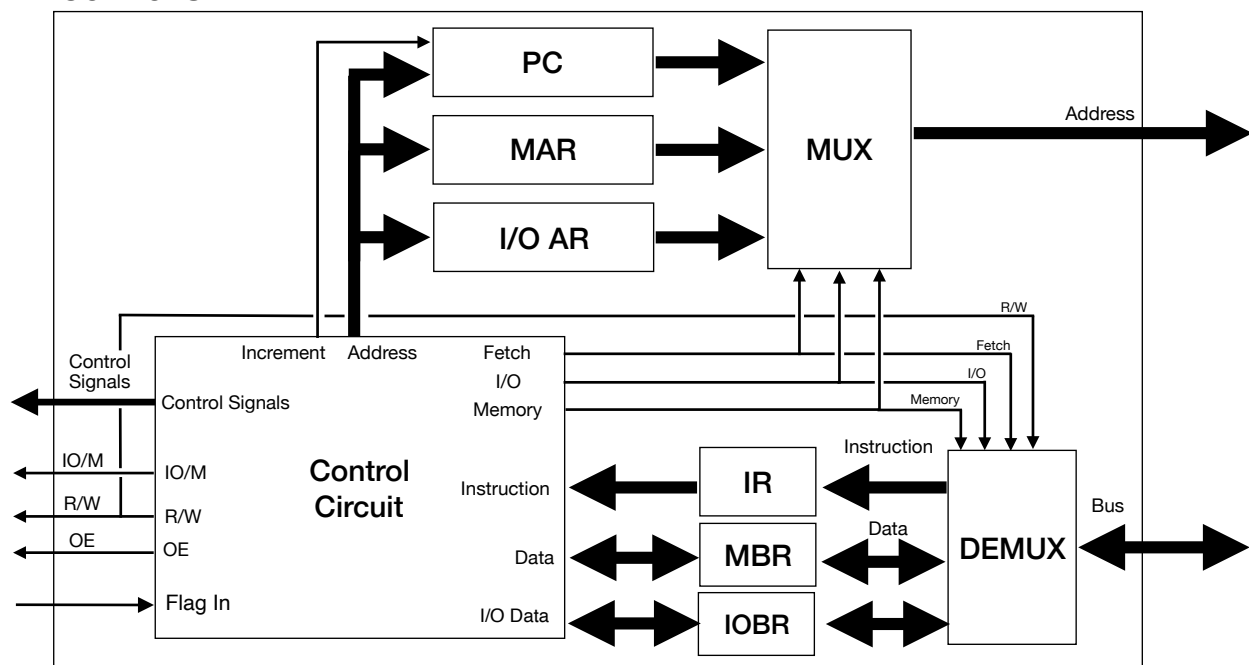 PC
MAR
MUX
I/O AR
Address
R/W
Control
Signals
Increment
Address
Fetch
Fetch
I/O
I/O
Control Signals
Memory
Memory
Instruction
IO/M
IO/M
Control
Circuit
Instruction
IR
R/W
R/W
Bus
OE
OE
Data
MBR
Data
DEMUX
Flag In
I/O Data
IOBR